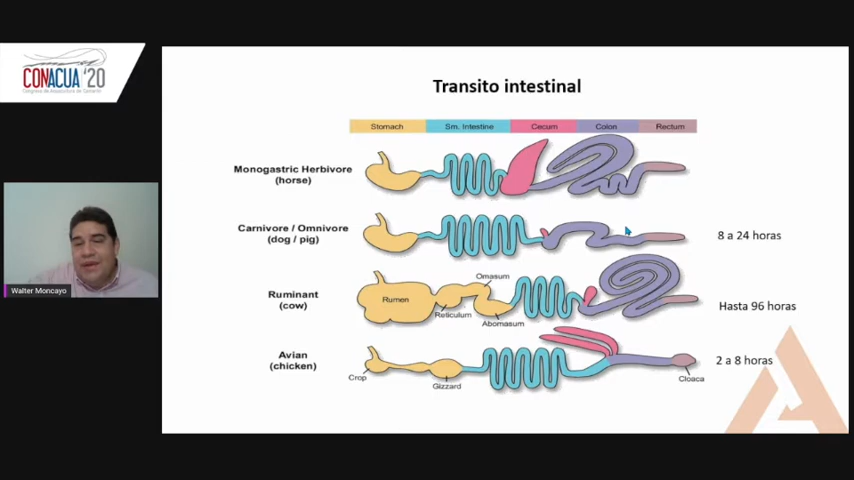 CONACUA '20
Congreso de Acuacultura de Camarón
Walter Moncayo
Transito intestinal
Stomach Sm. Intestine Cecum Colon Rectum
Monogastric Herbivore
(horse)
Carnivore / Omnivore
(dog / pig)
8 a 24 horas
Ruminant
(cow)
Rumen
Reticulum
Omasum
Abomasum
Hasta 96 horas
Avian
(chicken)
Crop
Gizzard
Cloaca
2 a 8 horas